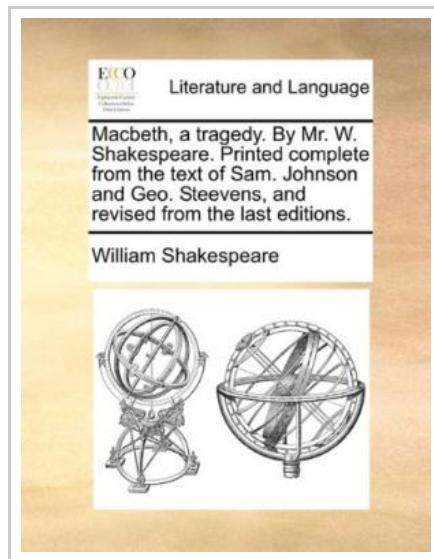 ECCO
Literature and Language
Macbeth, a tragedy. By Mr. W.
Shakespeare. Printed complete
from the text of Sam. Johnson
and Geo. Steevens, and
revised from the last editions.
William Shakespeare